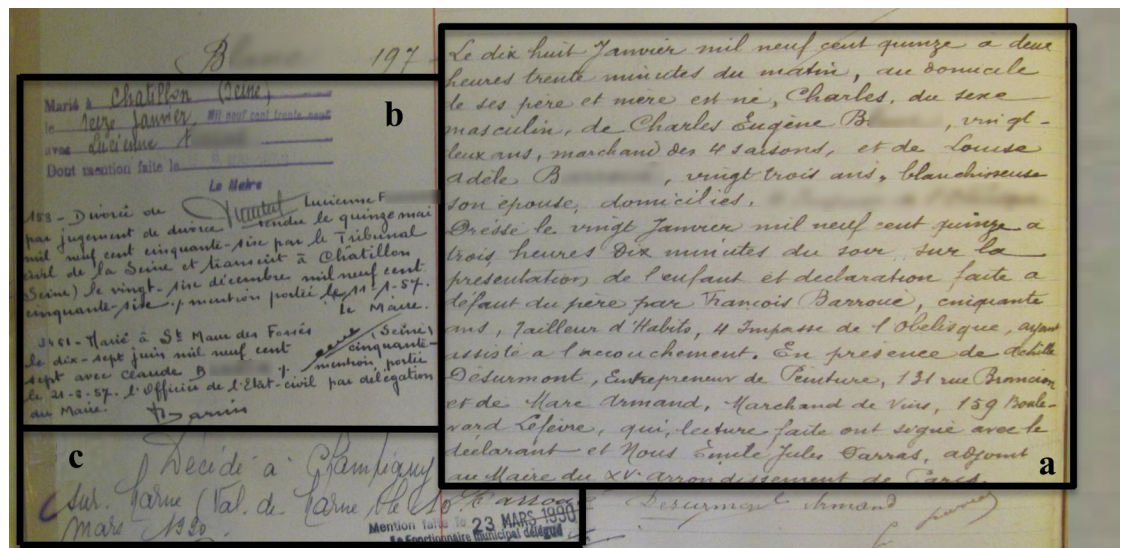 B
197
Marié à Chatillon (Seine)
le seize Janvier Mil neuf cent trente neuf
avec Lucienne F
Dont mention faite le
Le Maire
b
153 - Divorcé de Lucienne F
par jugement de divorce rendu le quinze mai
mil neuf cent cinquante-six par le Tribunal
civil de la Seine et transcrit à Châtillon
(Seine) le vingt-six décembre mil neuf cent
cinquante-six, mention portée le 11-1-57.
le Maire.
Marié à St Maur des Fossés (Seine)
le dix-sept juin mil neuf cent cinquante-
sept avec Claude B mention portée
le 21-6-57. l'Officier de l'Etat-civil par délégation
du Maire.
c
Décédé à Champigny
sur Marne (Val de Marne) le
mars 1990
Mention faite le 23 MARS 1990
Le Fonctionnaire municipal délégué
Le dix huit Janvier mil neuf cent quinze a deux
heures trente minutes du matin, au domicile
de ses père et mère est né, Charles, du sexe
masculin, de Charles Eugène B , vingt-
deux ans, marchand des 4 saisons, et de Louise
Adèle B , vingt trois ans, blanchisseuse
son épouse, domiciliés.
Dressé le vingt Janvier mil neuf cent quinze a
trois heures Dix minutes du soir, sur la
présentation de l'enfant et déclaration faite a
défaut du père par François Barroue, cinquante
ans, Tailleur d'Habits, 4 Impasse de l'Obélisque, ayant
assisté a l'accouchement. En présence de Achille
Désurmont, Entrepreneur de Peinture, 131 rue Brancion
et de Marc Armand, Marchand de Vins, 159 Boule-
vard Lefèvre, qui, lecture faite ont signé avec le
déclarant et Nous Emile Jules Darras, adjoint
au Maire du XVe arrondissement de Paris.
a
Desurmont Armand